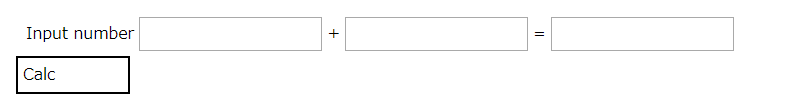 Input number + =
Calc